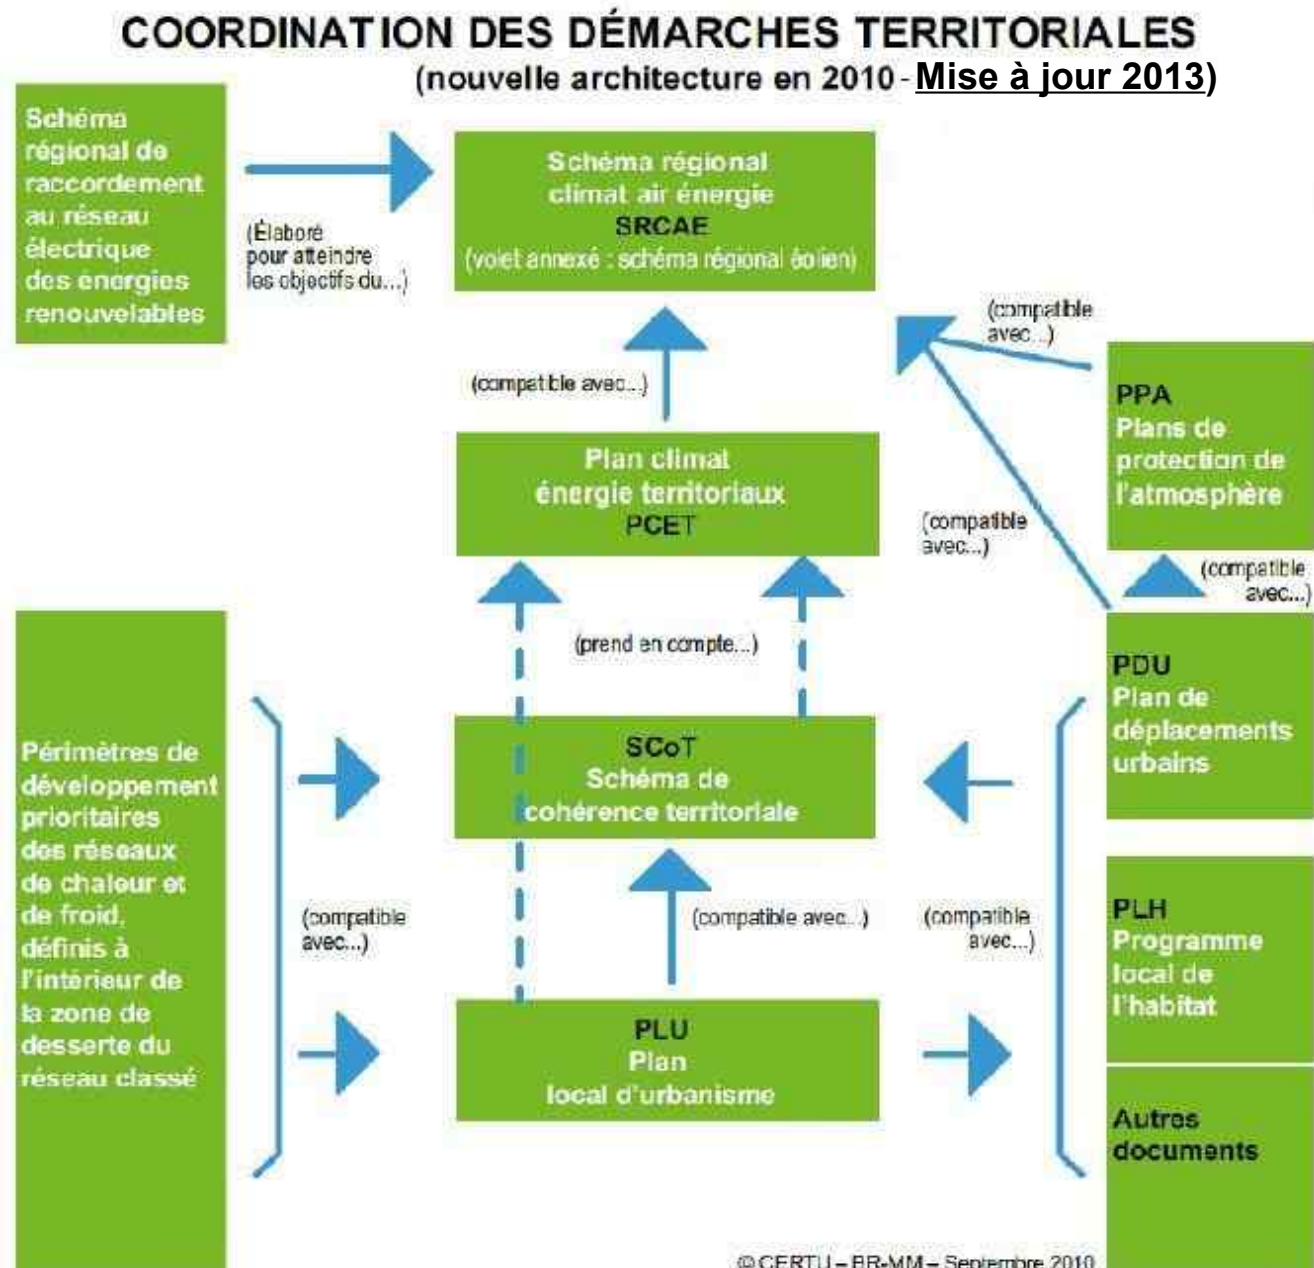 COORDINATION DES DÉMARCHES TERRITORIALES
(nouvelle architecture en 2010 - Mise à jour 2013)
Schéma
régional de
raccordement
au réseau
électrique
des énergies
renouvelables
(Élaboré
pour atteindre
les objectifs du...)
Schéma régional
climat air énergie
SRCAE
(volet annexé : schéma régional éolien)
(compatible
avec...)
(compatible avec...)
PPA
Plans de
protection de
l'atmosphère
Plan climat
énergie territoriaux
PCET
(compatible
avec...)
(compatible
avec...)
(prend en compte...)
PDU
Plan de
déplacements
urbains
Périmètres de
développement
prioritaires
des réseaux
de chaleur et
de froid,
définis à
l'intérieur de
la zone de
desserte du
réseau classé
SCoT
Schéma de
cohérence territoriale
(compatible
avec...)
(compatible avec...)
(compatible
avec...)
PLH
Programme
local de
l'habitat
PLU
Plan
local d'urbanisme
Autres
documents
© CERTU – BR-MM – Septembre 2010